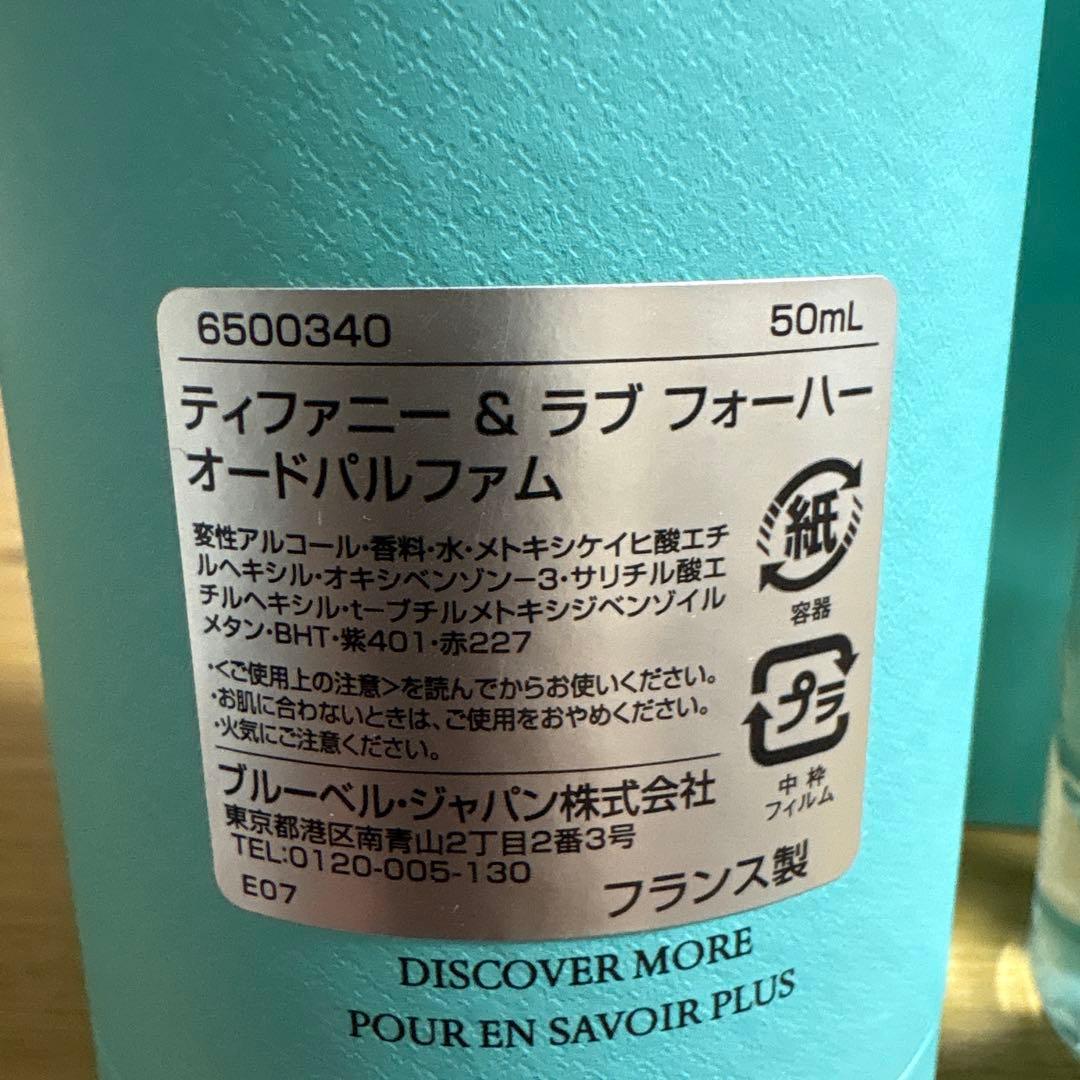 6500340 50mL
ティファニー & ラブ フォーハー
オードパルファム
変性アルコール・香料・水・メトキシケイヒ酸エチ
ルヘキシル・オキシベンゾン-3・サリチル酸エ
チルヘキシル・t-ブチルメトキシジベンゾイル
メタン・BHT・紫401・赤227
・<ご使用上の注意>を読んでからお使いください。
・お肌に合わないときは、ご使用をおやめください。
・火気にご注意ください。
紙
容器
プラ
中枠
フィルム
ブルーベル・ジャパン株式会社
東京都港区南青山2丁目2番3号
TEL:0120-005-130
E07 フランス製
DISCOVER MORE
POUR EN SAVOIR PLUS